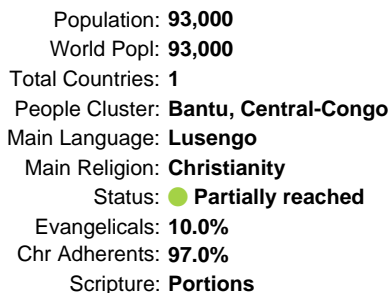 Population: 93,000
World Popl: 93,000
Total Countries: 1
People Cluster: Bantu, Central-Congo
Main Language: Lusengo
Main Religion: Christianity
Status: Partially reached
Evangelicals: 10.0%
Chr Adherents: 97.0%
Scripture: Portions